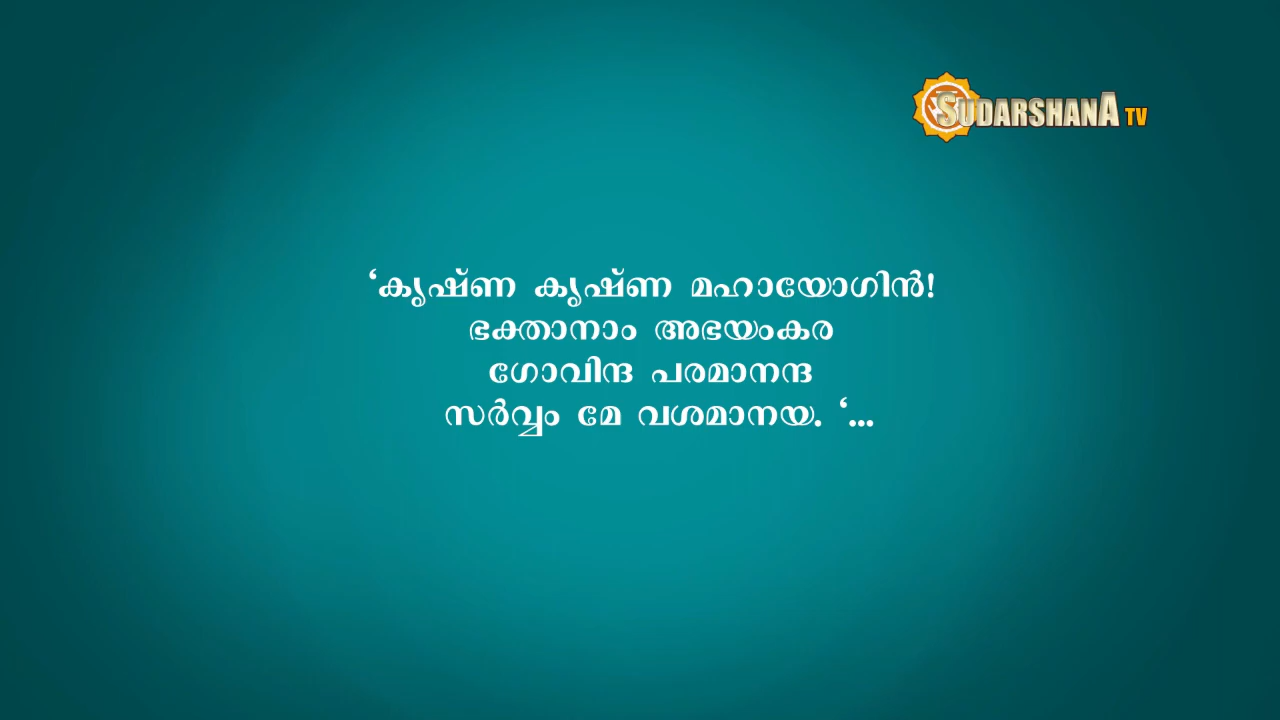 SUDARSHANA TV
‘കൃഷ്ണ കൃഷ്ണ മഹായോഗിൻ!
ഭക്താനാം അഭയംകര
ഗോവിന്ദ പരമാനന്ദ
സർവ്വം മേ വശമാനയ. ‘...